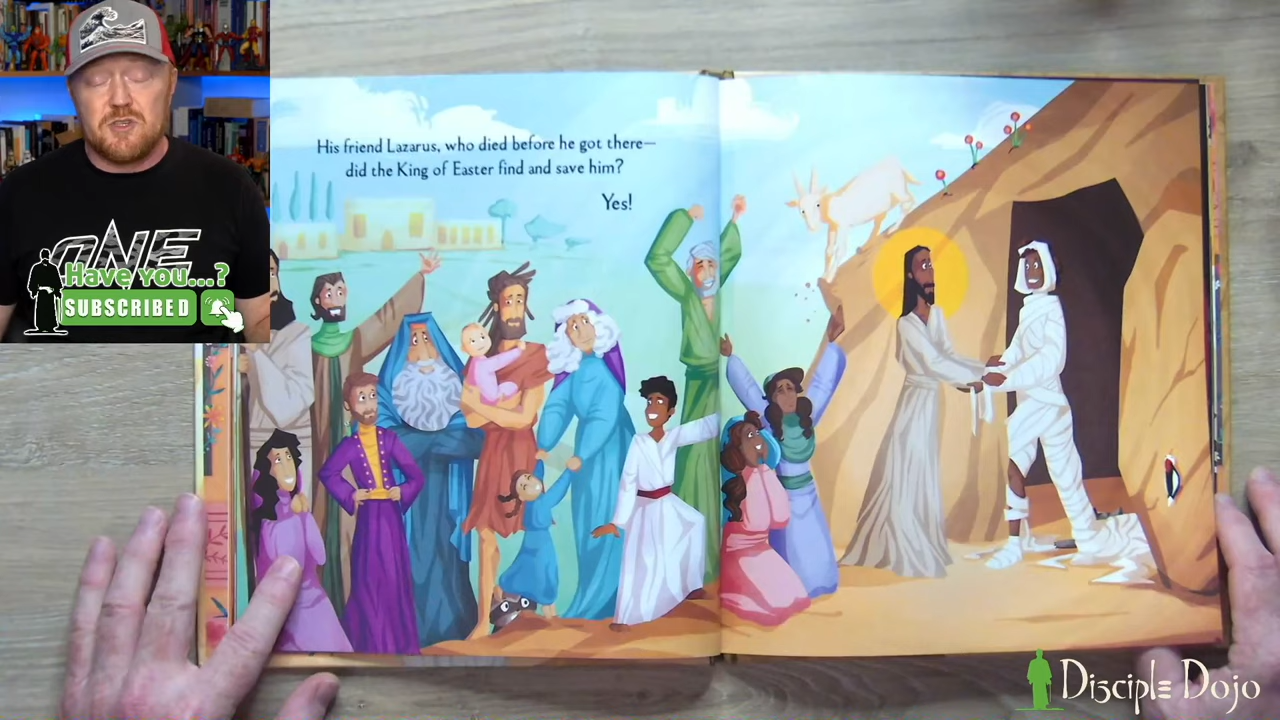 His friend Lazarus, who died before he got there—
did the King of Easter find and save him?
Yes!
ONE
Have you...?
SUBSCRIBED
Disciple Dojo